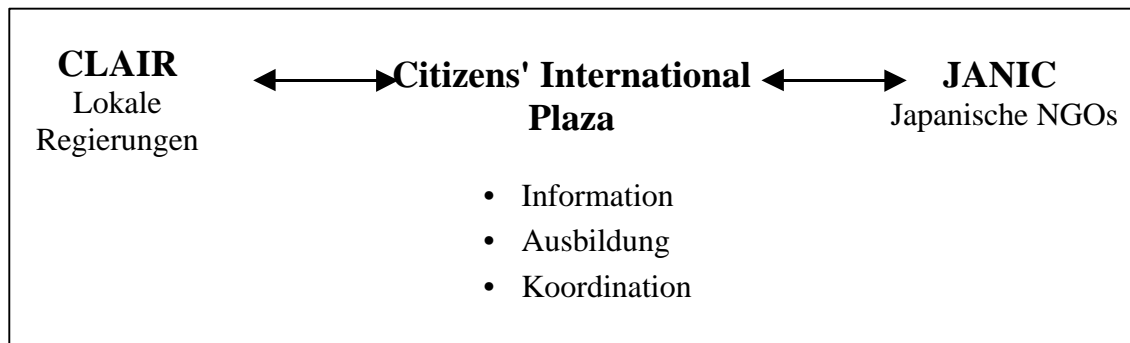 CLAIR
Lokale
Regierungen
Citizens' International
Plaza
JANIC
Japanische NGOs
• Information
• Ausbildung
• Koordination